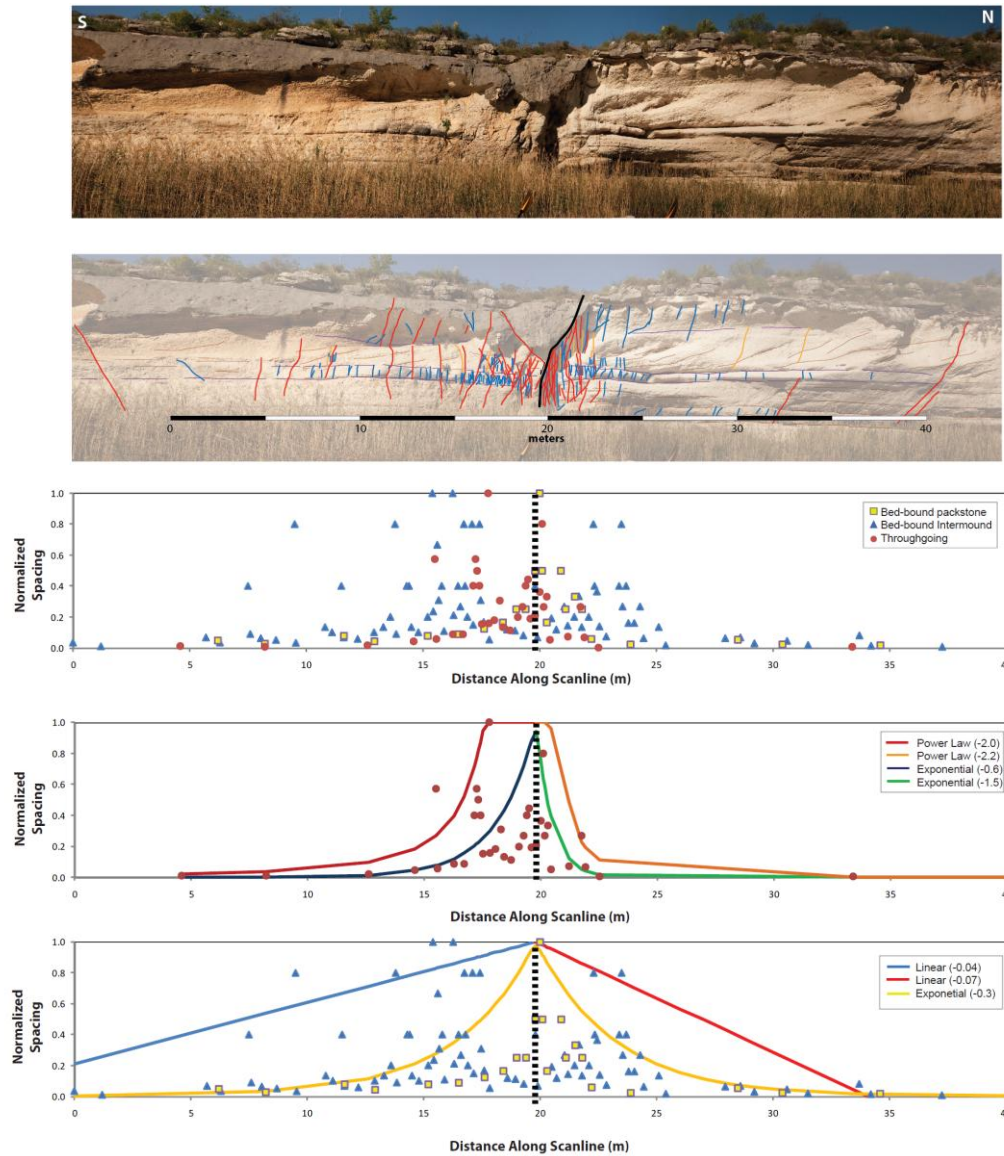 S N
0 10 20 30 40
meters
1.0
0.8
0.6
0.4
0.2
0.0
Normalized
Spacing
Bed-bound packstone
Bed-bound Intermound
Throughgoing
0 5 10 15 20 25 30 35 4
Distance Along Scanline (m)
1.0
0.8
0.6
0.4
0.2
0.0
Normalized
Spacing
Power Law (-2.0)
Power Law (-2.2)
Exponential (-0.6)
Exponential (-1.5)
0 5 10 15 20 25 30 35 4
Distance Along Scanline (m)
1.0
0.8
0.6
0.4
0.2
0.0
Normalized
Spacing
Linear (-0.04)
Linear (-0.07)
Exponetial (-0.3)
0 5 10 15 20 25 30 35 4
Distance Along Scanline (m)